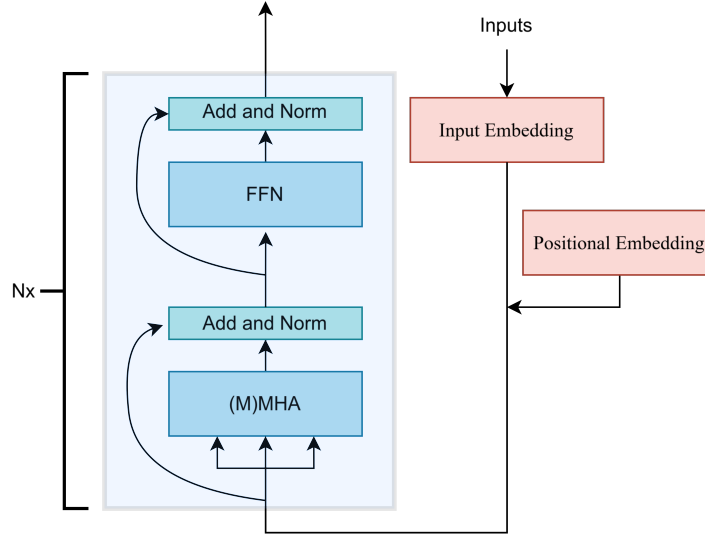 Inputs
Add and Norm
Input Embedding
FFN
Positional Embedding
Nx
Add and Norm
(M)MHA